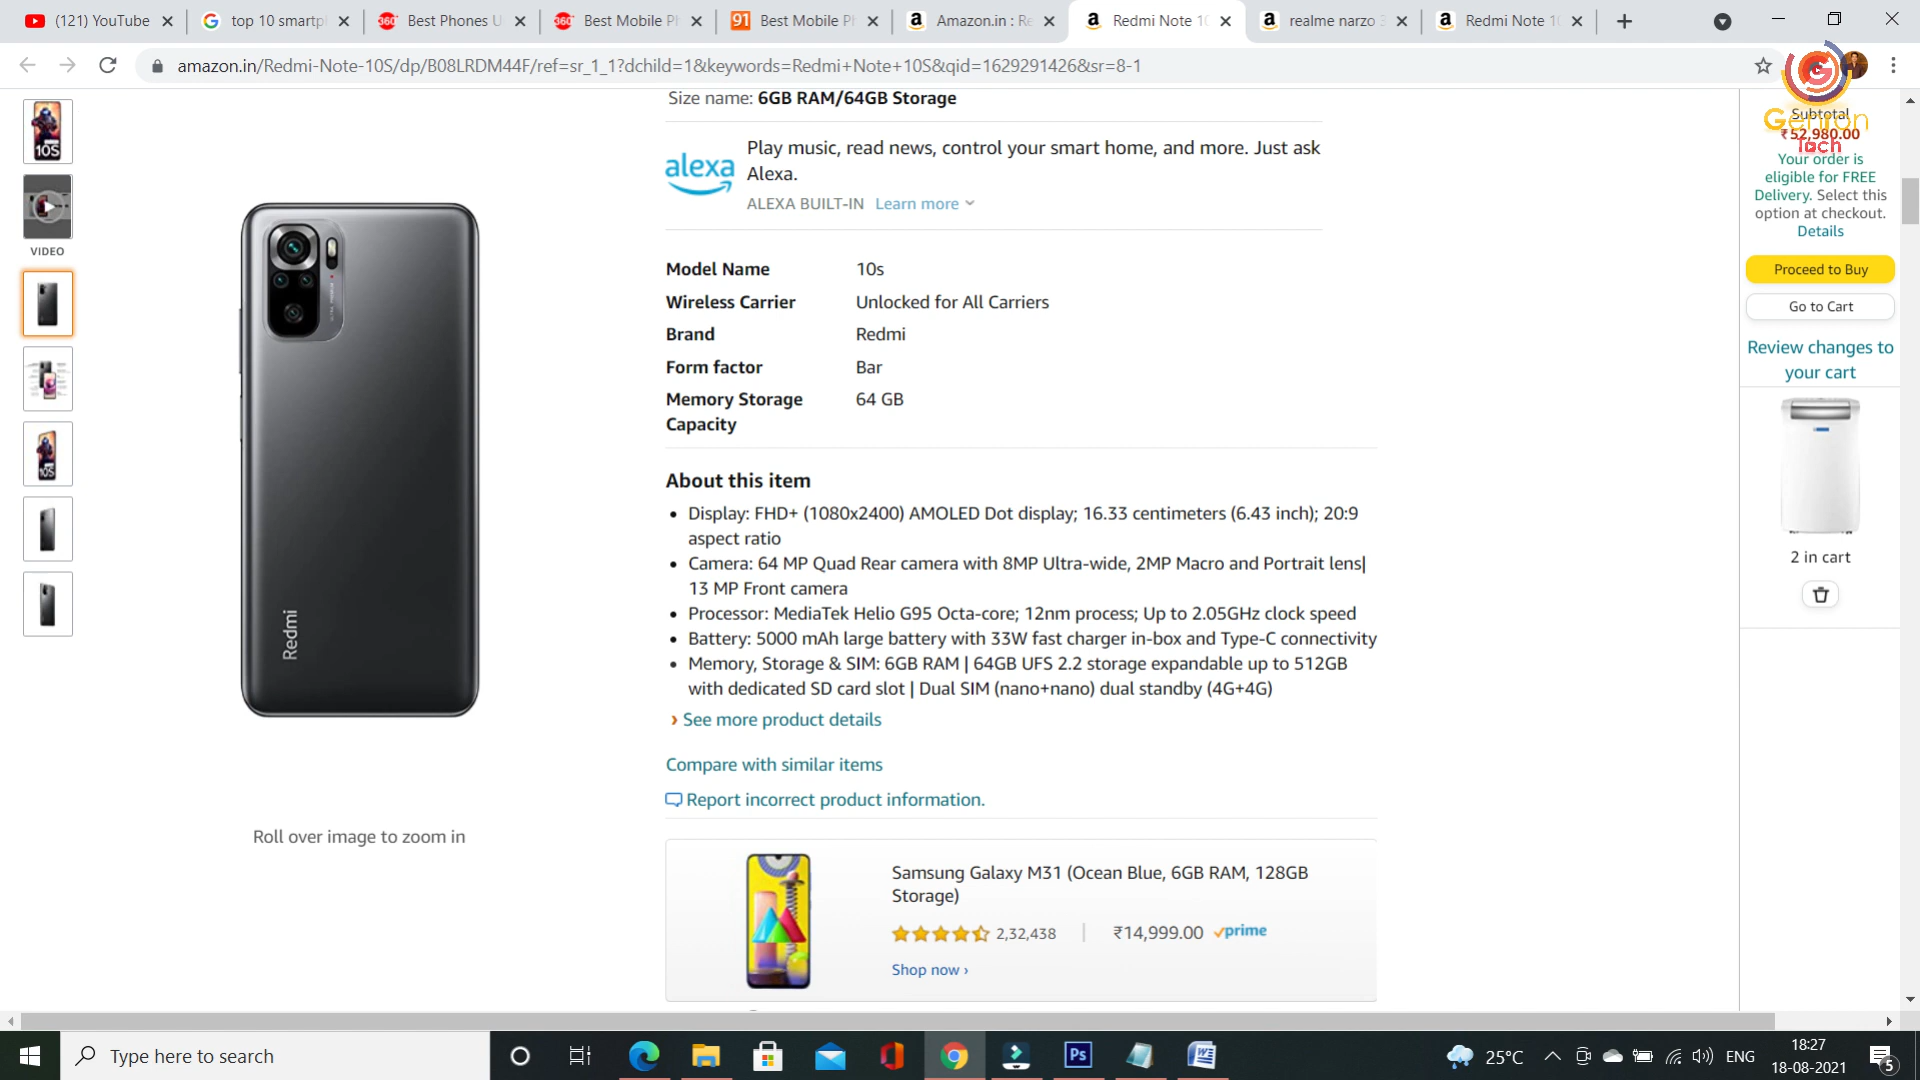 (121) YouTube
top 10 smartp
Best Phones U
Best Mobile P
Best Mobile P
Amazon.in : Re
Redmi Note 10
realme narzo 3
Redmi Note 10
amazon.in/Redmi-Note-10S/dp/B08LRDM44F/ref=sr_1_1?dchild=1&keywords=Redmi+Note+10S&qid=1629291426&sr=8-1
10S
VIDEO
10S
Redmi
Roll over image to zoom in
Size name: 6GB RAM/64GB Storage
alexa
Play music, read news, control your smart home, and more. Just ask
Alexa.
ALEXA BUILT-IN Learn more
Model Name 10s
Wireless Carrier Unlocked for All Carriers
Brand Redmi
Form factor Bar
Memory Storage 64 GB
Capacity
About this item
• Display: FHD+ (1080x2400) AMOLED Dot display; 16.33 centimeters (6.43 inch); 20:9
aspect ratio
• Camera: 64 MP Quad Rear camera with 8MP Ultra-wide, 2MP Macro and Portrait lens|
13 MP Front camera
• Processor: MediaTek Helio G95 Octa-core; 12nm process; Up to 2.05GHz clock speed
• Battery: 5000 mAh large battery with 33W fast charger in-box and Type-C connectivity
• Memory, Storage & SIM: 6GB RAM | 64GB UFS 2.2 storage expandable up to 512GB
with dedicated SD card slot | Dual SIM (nano+nano) dual standby (4G+4G)
› See more product details
Compare with similar items
Report incorrect product information.
Samsung Galaxy M31 (Ocean Blue, 6GB RAM, 128GB
Storage)
2,32,438 | ₹14,999.00 prime
Shop now ›
Subtotal
Genron
₹52,980.00
Tech
Your order is
eligible for FREE
Delivery. Select this
option at checkout.
Details
Proceed to Buy
Go to Cart
Review changes to
your cart
2 in cart
Type here to search
Ps
25°C
ENG
18:27
18-08-2021
5